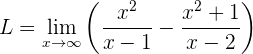 L = \lim_{x \to \infty} \left( \frac{x^2}{x-1} - \frac{x^2+1}{x-2} \right)